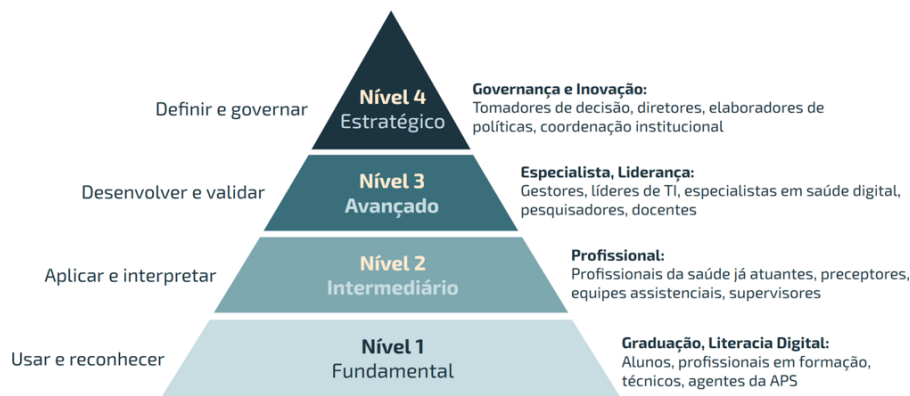 Definir e governar
Nível 4
Estratégico
Governança e Inovação:
Tomadores de decisão, diretores, elaboradores de
políticas, coordenação institucional
Desenvolver e validar
Nível 3
Avançado
Especialista, Liderança:
Gestores, líderes de TI, especialistas em saúde digital,
pesquisadores, docentes
Aplicar e interpretar
Nível 2
Intermediário
Profissional:
Profissionais da saúde já atuantes, preceptores,
equipes assistenciais, supervisores
Usar e reconhecer
Nível 1
Fundamental
Graduação, Literacia Digital:
Alunos, profissionais em formação,
técnicos, agentes da APS